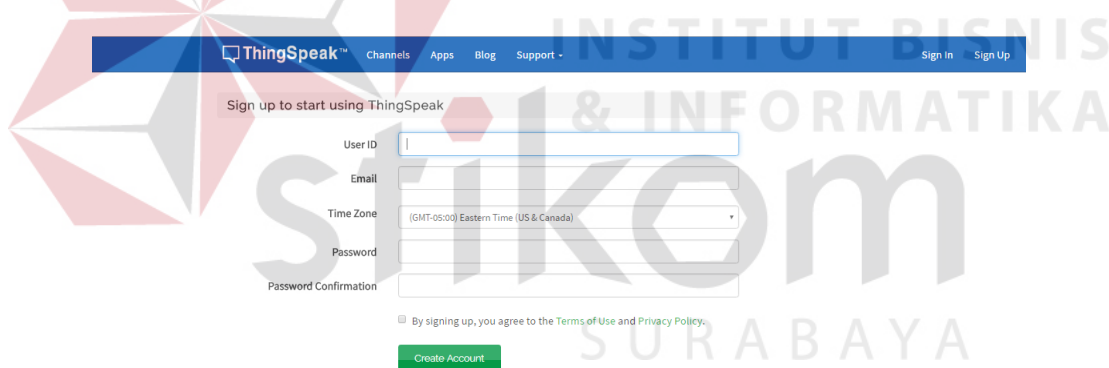 INSTITUT BISNIS
ThingSpeak™ Channels Apps Blog Support Sign In Sign Up
& INFORMATIKA
Sign up to start using ThingSpeak
User ID
Email
stikom
Time Zone (GMT-05:00) Eastern Time (US & Canada)
Password
Password Confirmation
By signing up, you agree to the Terms of Use and Privacy Policy.
SURABAYA
Create Account